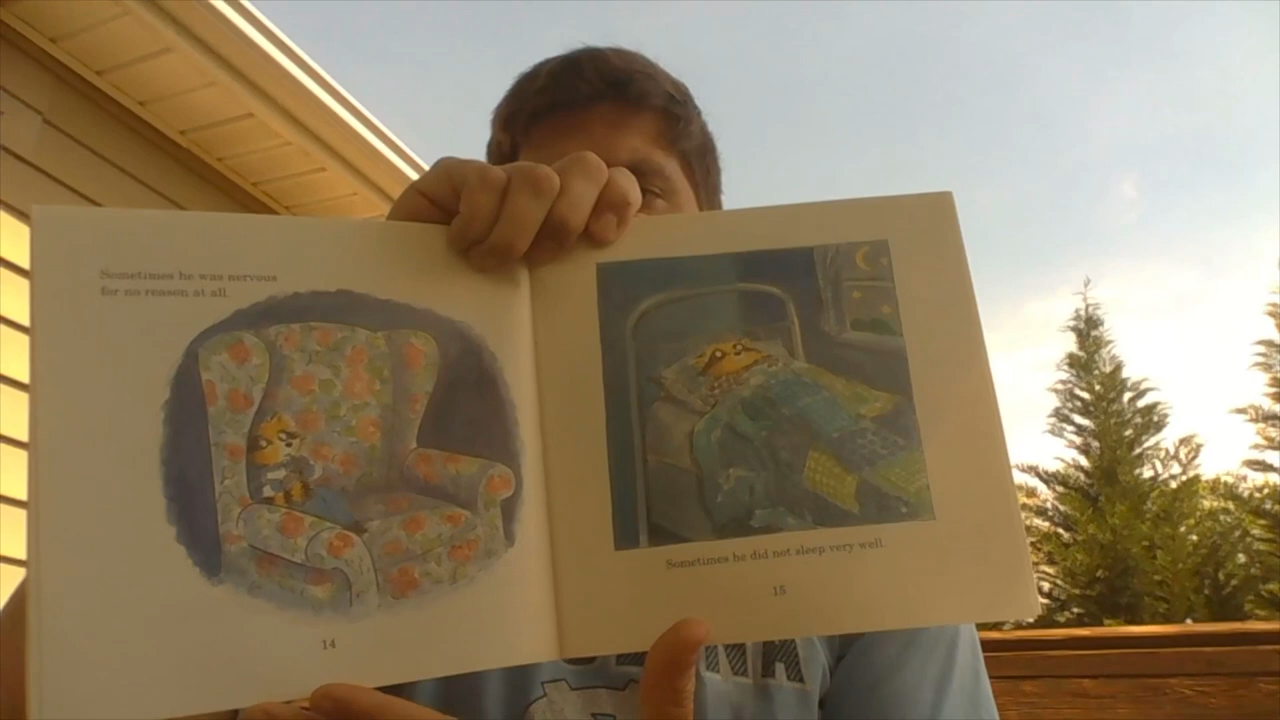 Sometimes he was nervous
for no reason at all.
14
Sometimes he did not sleep very well.
15